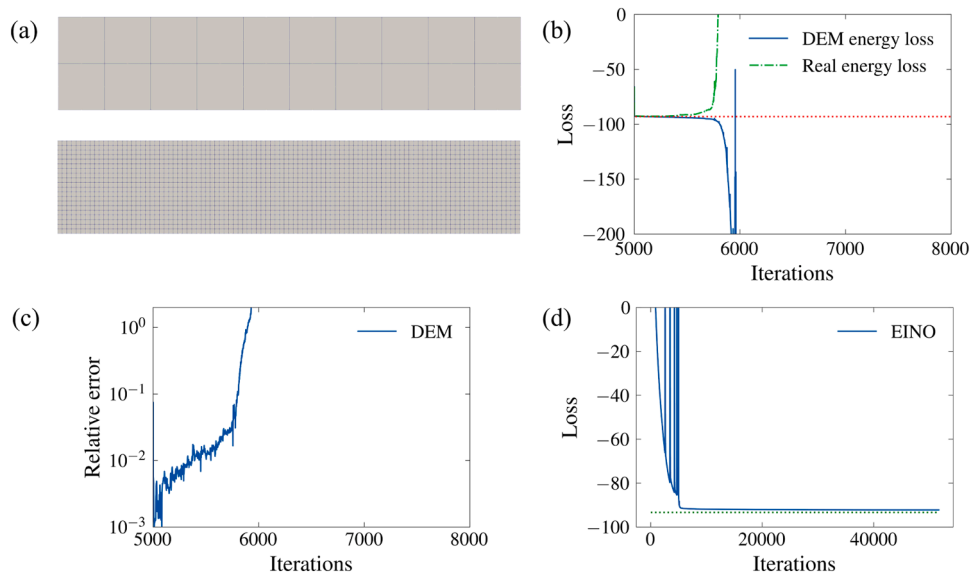 (a)
(b)
0
−50
−100
−150
−200
Loss
DEM energy loss
Real energy loss
5000 6000 7000 8000
Iterations
(c)
10⁰
10⁻¹
10⁻²
10⁻³
Relative error
DEM
5000 6000 7000 8000
Iterations
(d)
0
−20
−40
−60
−80
−100
Loss
EINO
0 20000 40000
Iterations